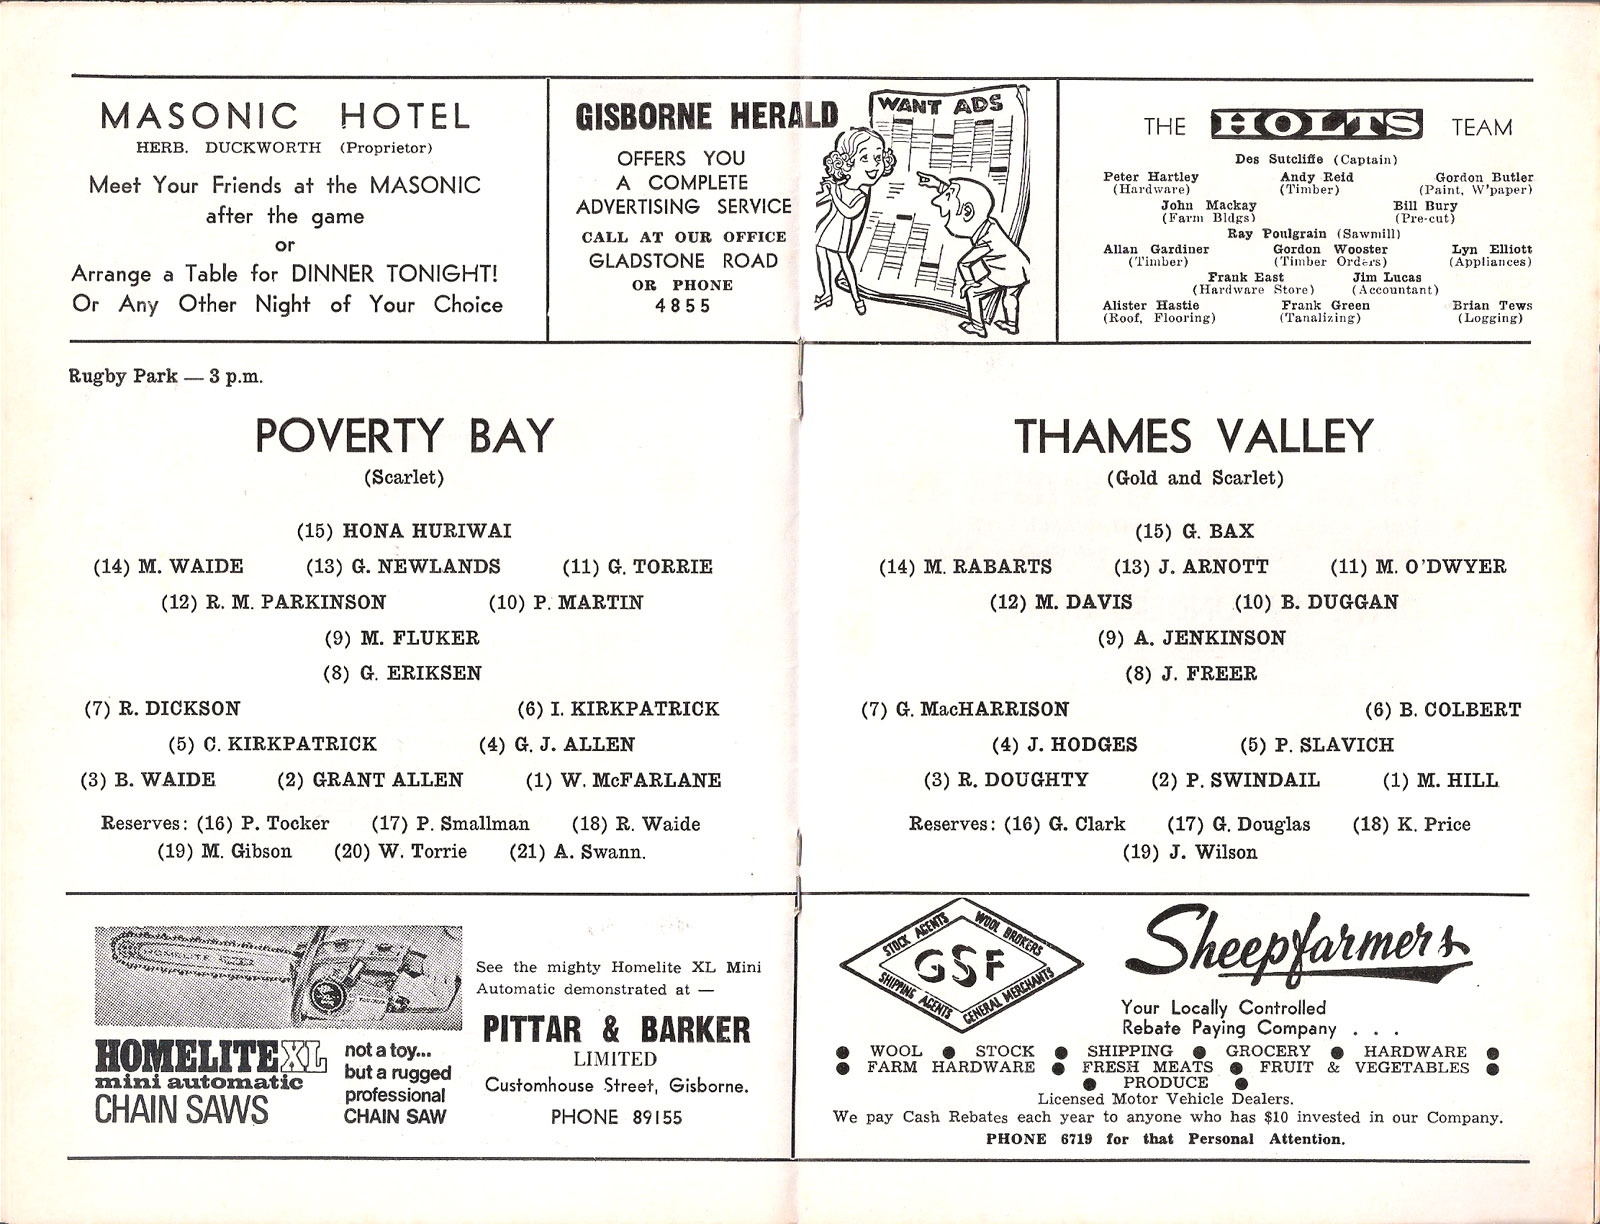 MASONIC HOTEL
HERB. DUCKWORTH (Proprietor)
Meet Your Friends at the MASONIC
after the game
or
Arrange a Table for DINNER TONIGHT!
Or Any Other Night of Your Choice
GISBORNE HERALD
OFFERS YOU
A COMPLETE
ADVERTISING SERVICE
CALL AT OUR OFFICE
GLADSTONE ROAD
OR PHONE
4855
WANT ADS
THE HOLTS TEAM
Des Sutcliffe (Captain)
Peter Hartley Andy Reid Gordon Butler
(Hardware) (Timber) (Paint, W'paper)
John Mackay Bill Bury
(Farm Bldgs) (Pre-cut)
Ray Poulgrain (Sawmill)
Allan Gardiner Gordon Wooster Lyn Elliott
(Timber) (Timber Orders) (Appliances)
Frank East Jim Lucas
(Hardware Store) (Accountant)
Alister Hastie Frank Green Brian Tews
(Roof, Flooring) (Tanalizing) (Logging)
Rugby Park — 3 p.m.
POVERTY BAY
(Scarlet)
(15) HONA HURIWAI
(14) M. WAIDE (13) G. NEWLANDS (11) G. TORRIE
(12) R. M. PARKINSON (10) P. MARTIN
(9) M. FLUKER
(8) G. ERIKSEN
(7) R. DICKSON (6) I. KIRKPATRICK
(5) C. KIRKPATRICK (4) G. J. ALLEN
(3) B. WAIDE (2) GRANT ALLEN (1) W. McFARLANE
Reserves: (16) P. Tocker (17) P. Smallman (18) R. Waide
(19) M. Gibson (20) W. Torrie (21) A. Swann.
THAMES VALLEY
(Gold and Scarlet)
(15) G. BAX
(14) M. RABARTS (13) J. ARNOTT (11) M. O'DWYER
(12) M. DAVIS (10) B. DUGGAN
(9) A. JENKINSON
(8) J. FREER
(7) G. MacHARRISON (6) B. COLBERT
(4) J. HODGES (5) P. SLAVICH
(3) R. DOUGHTY (2) P. SWINDAIL (1) M. HILL
Reserves: (16) G. Clark (17) G. Douglas (18) K. Price
(19) J. Wilson
HOMELITE XL
mini automatic
CHAIN SAWS
not a toy...
but a rugged
professional
CHAIN SAW
See the mighty Homelite XL Mini
Automatic demonstrated at —
PITTAR & BARKER
LIMITED
Customhouse Street, Gisborne.
PHONE 89155
STOCK AGENTS WOOL BROKERS
GSF
SHIPPING AGENTS GENERAL MERCHANTS
Sheepfarmers
Your Locally Controlled
Rebate Paying Company . . .
● WOOL ● STOCK ● SHIPPING ● GROCERY ● HARDWARE ●
● FARM HARDWARE ● FRESH MEATS ● FRUIT & VEGETABLES ●
● PRODUCE ●
Licensed Motor Vehicle Dealers.
We pay Cash Rebates each year to anyone who has $10 invested in our Company.
PHONE 6719 for that Personal Attention.